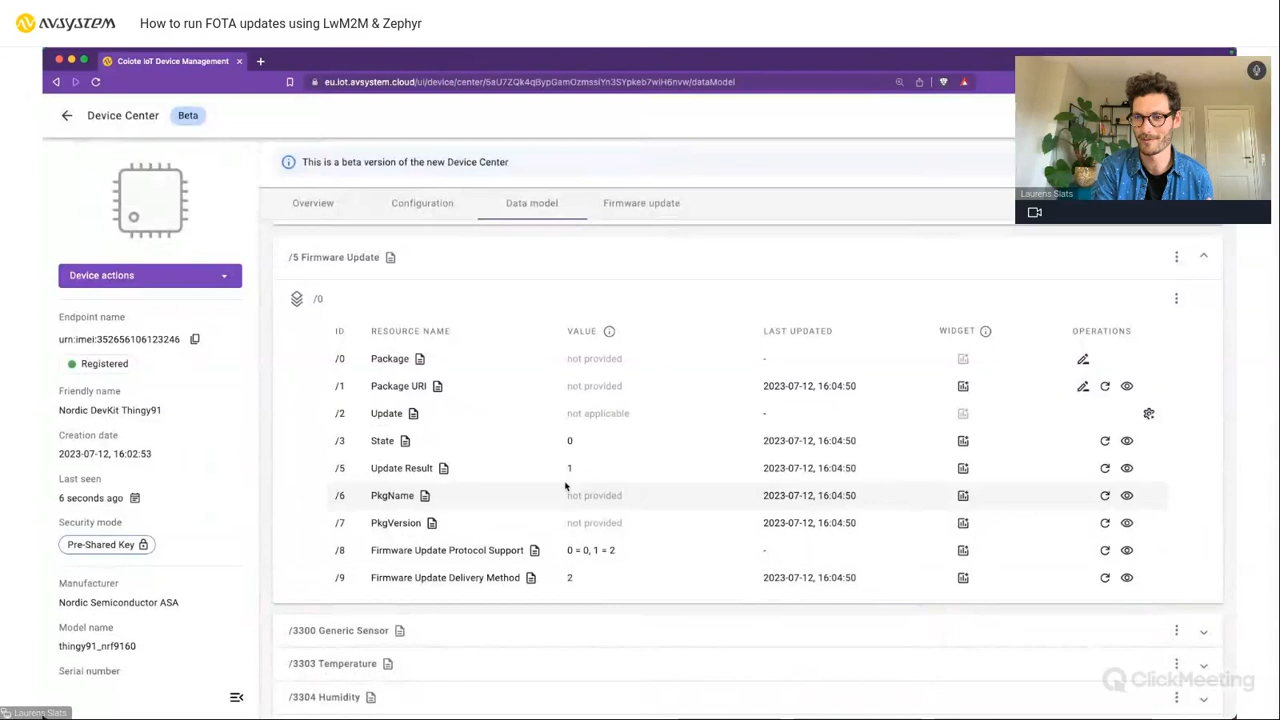 AVSYSTEM How to run FOTA updates using LwM2M & Zephyr
Coiote IoT Device Management
eu.iot.avsystem.cloud/ui/device/center/5aU7ZQk4qBypGamOzmssiYn3SYpkeb7wiH6nvw/dataModel
Device Center Beta
This is a beta version of the new Device Center
Laurens Slats
Overview Configuration Data model Firmware update
Device actions
Endpoint name
urn:imei:352656106123246
Registered
Friendly name
Nordic DevKit Thingy91
Creation date
2023-07-12, 16:02:53
Last seen
6 seconds ago
Security mode
Pre-Shared Key
Manufacturer
Nordic Semiconductor ASA
Model name
thingy91_nrf9160
Serial number
/5 Firmware Update
/0
ID RESOURCE NAME VALUE LAST UPDATED WIDGET OPERATIONS
/0 Package not provided -
/1 Package URI not provided 2023-07-12, 16:04:50
/2 Update not applicable -
/3 State 0 2023-07-12, 16:04:50
/5 Update Result 1 2023-07-12, 16:04:50
/6 PkgName not provided 2023-07-12, 16:04:50
/7 PkgVersion not provided 2023-07-12, 16:04:50
/8 Firmware Update Protocol Support 0 = 0, 1 = 2 -
/9 Firmware Update Delivery Method 2 2023-07-12, 16:04:50
/3300 Generic Sensor
/3303 Temperature
/3304 Humidity
ClickMeeting
Laurens Slats